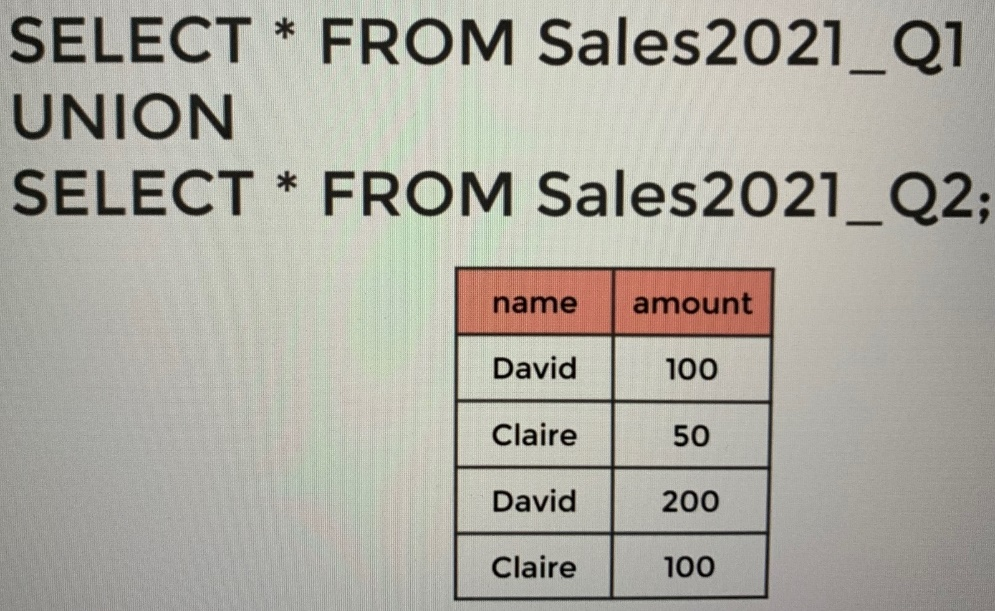 SELECT * FROM Sales2021_Q1
UNION
SELECT * FROM Sales2021_Q2;
name amount
David 100
Claire 50
David 200
Claire 100